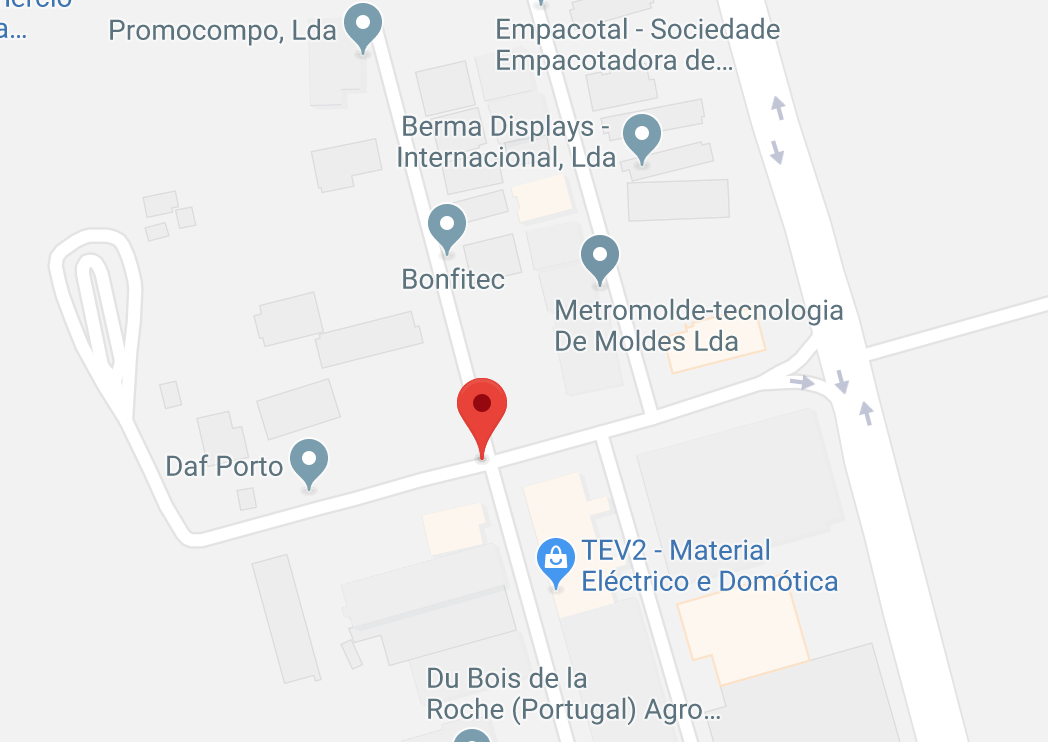 a...
Promocompo, Lda
Empacotal - Sociedade
Empacotadora de...
Berma Displays -
Internacional, Lda
Bonfitec
Metromolde-tecnologia
De Moldes Lda
Daf Porto
TEV2 - Material
Eléctrico e Domótica
Du Bois de la
Roche (Portugal) Agro...